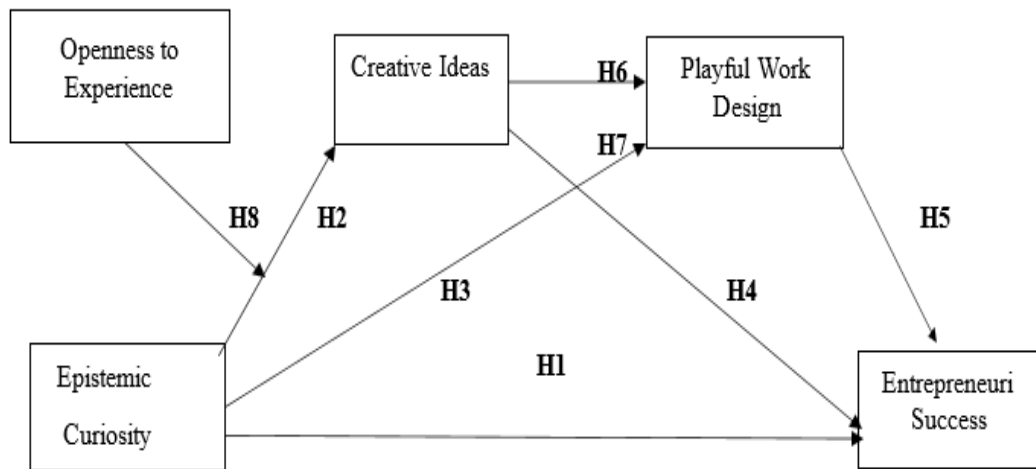 Openness to
Experience
Creative Ideas
Playful Work
Design
H6
H7
H8
H2
H5
H3
H4
H1
Epistemic
Curiosity
Entrepreneuri
Success